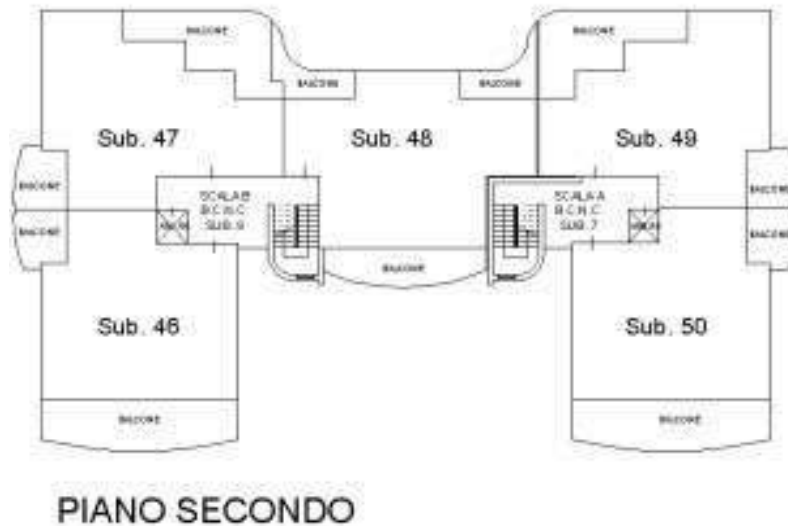 BALCONE
BALCONE
BALCONE
BALCONE
BALCONE
Sub. 47
Sub. 48
Sub. 49
BALCONE
BALCONE
SCALA B
B.C.N.C
SUB.
SCALA A
B.C.N.C
SUB. 7
BALCONE
BALCONE
BALCONE
Sub. 46
Sub. 50
BALCONE
BALCONE
PIANO SECONDO